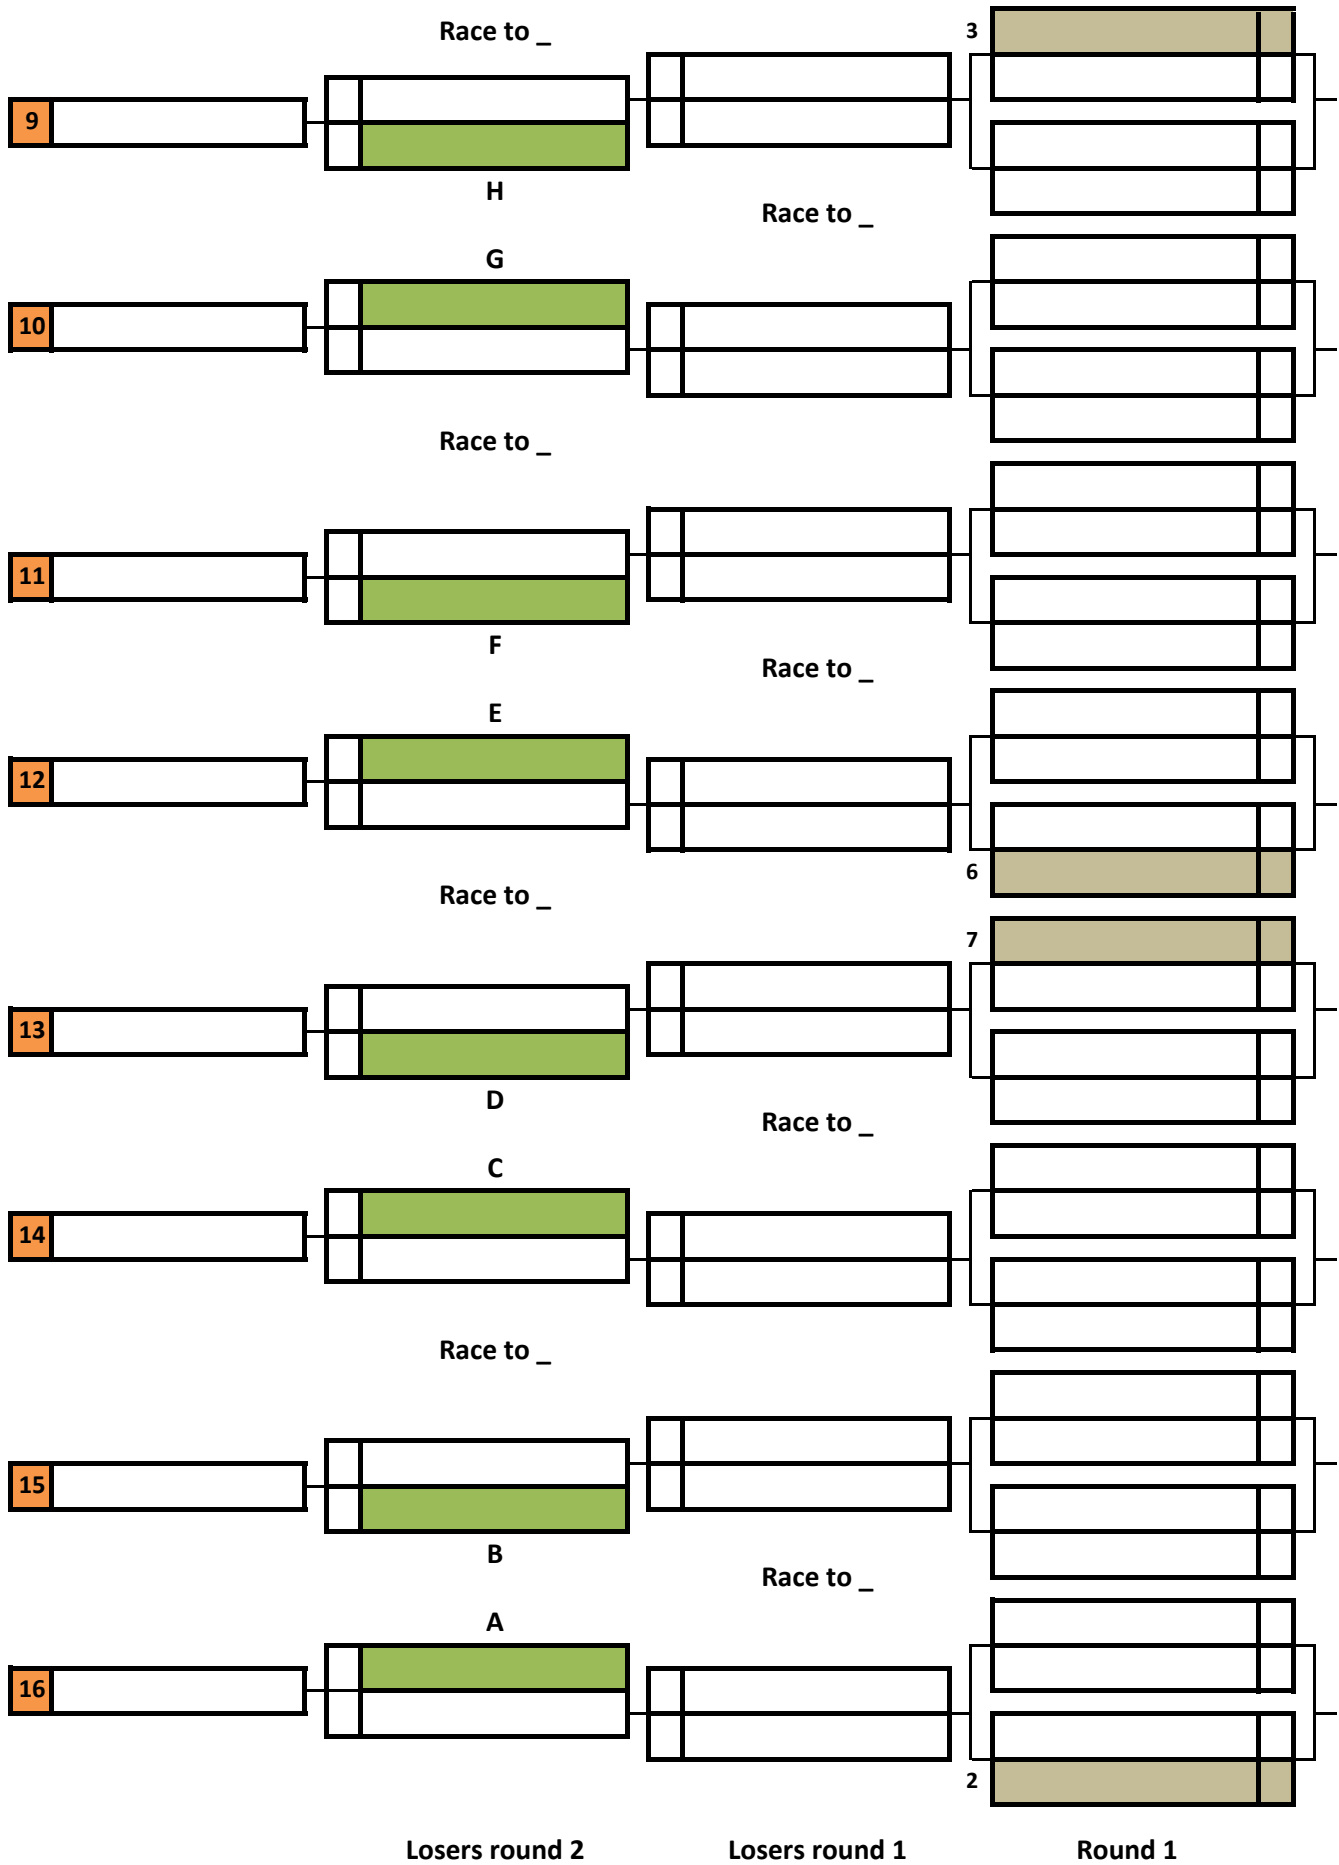 Race to _
3
9
H
Race to _
G
10
Race to _
11
F
Race to _
E
12
6
Race to _
7
13
D
Race to _
C
14
Race to _
15
B
Race to _
A
16
2
Losers round 2
Losers round 1
Round 1